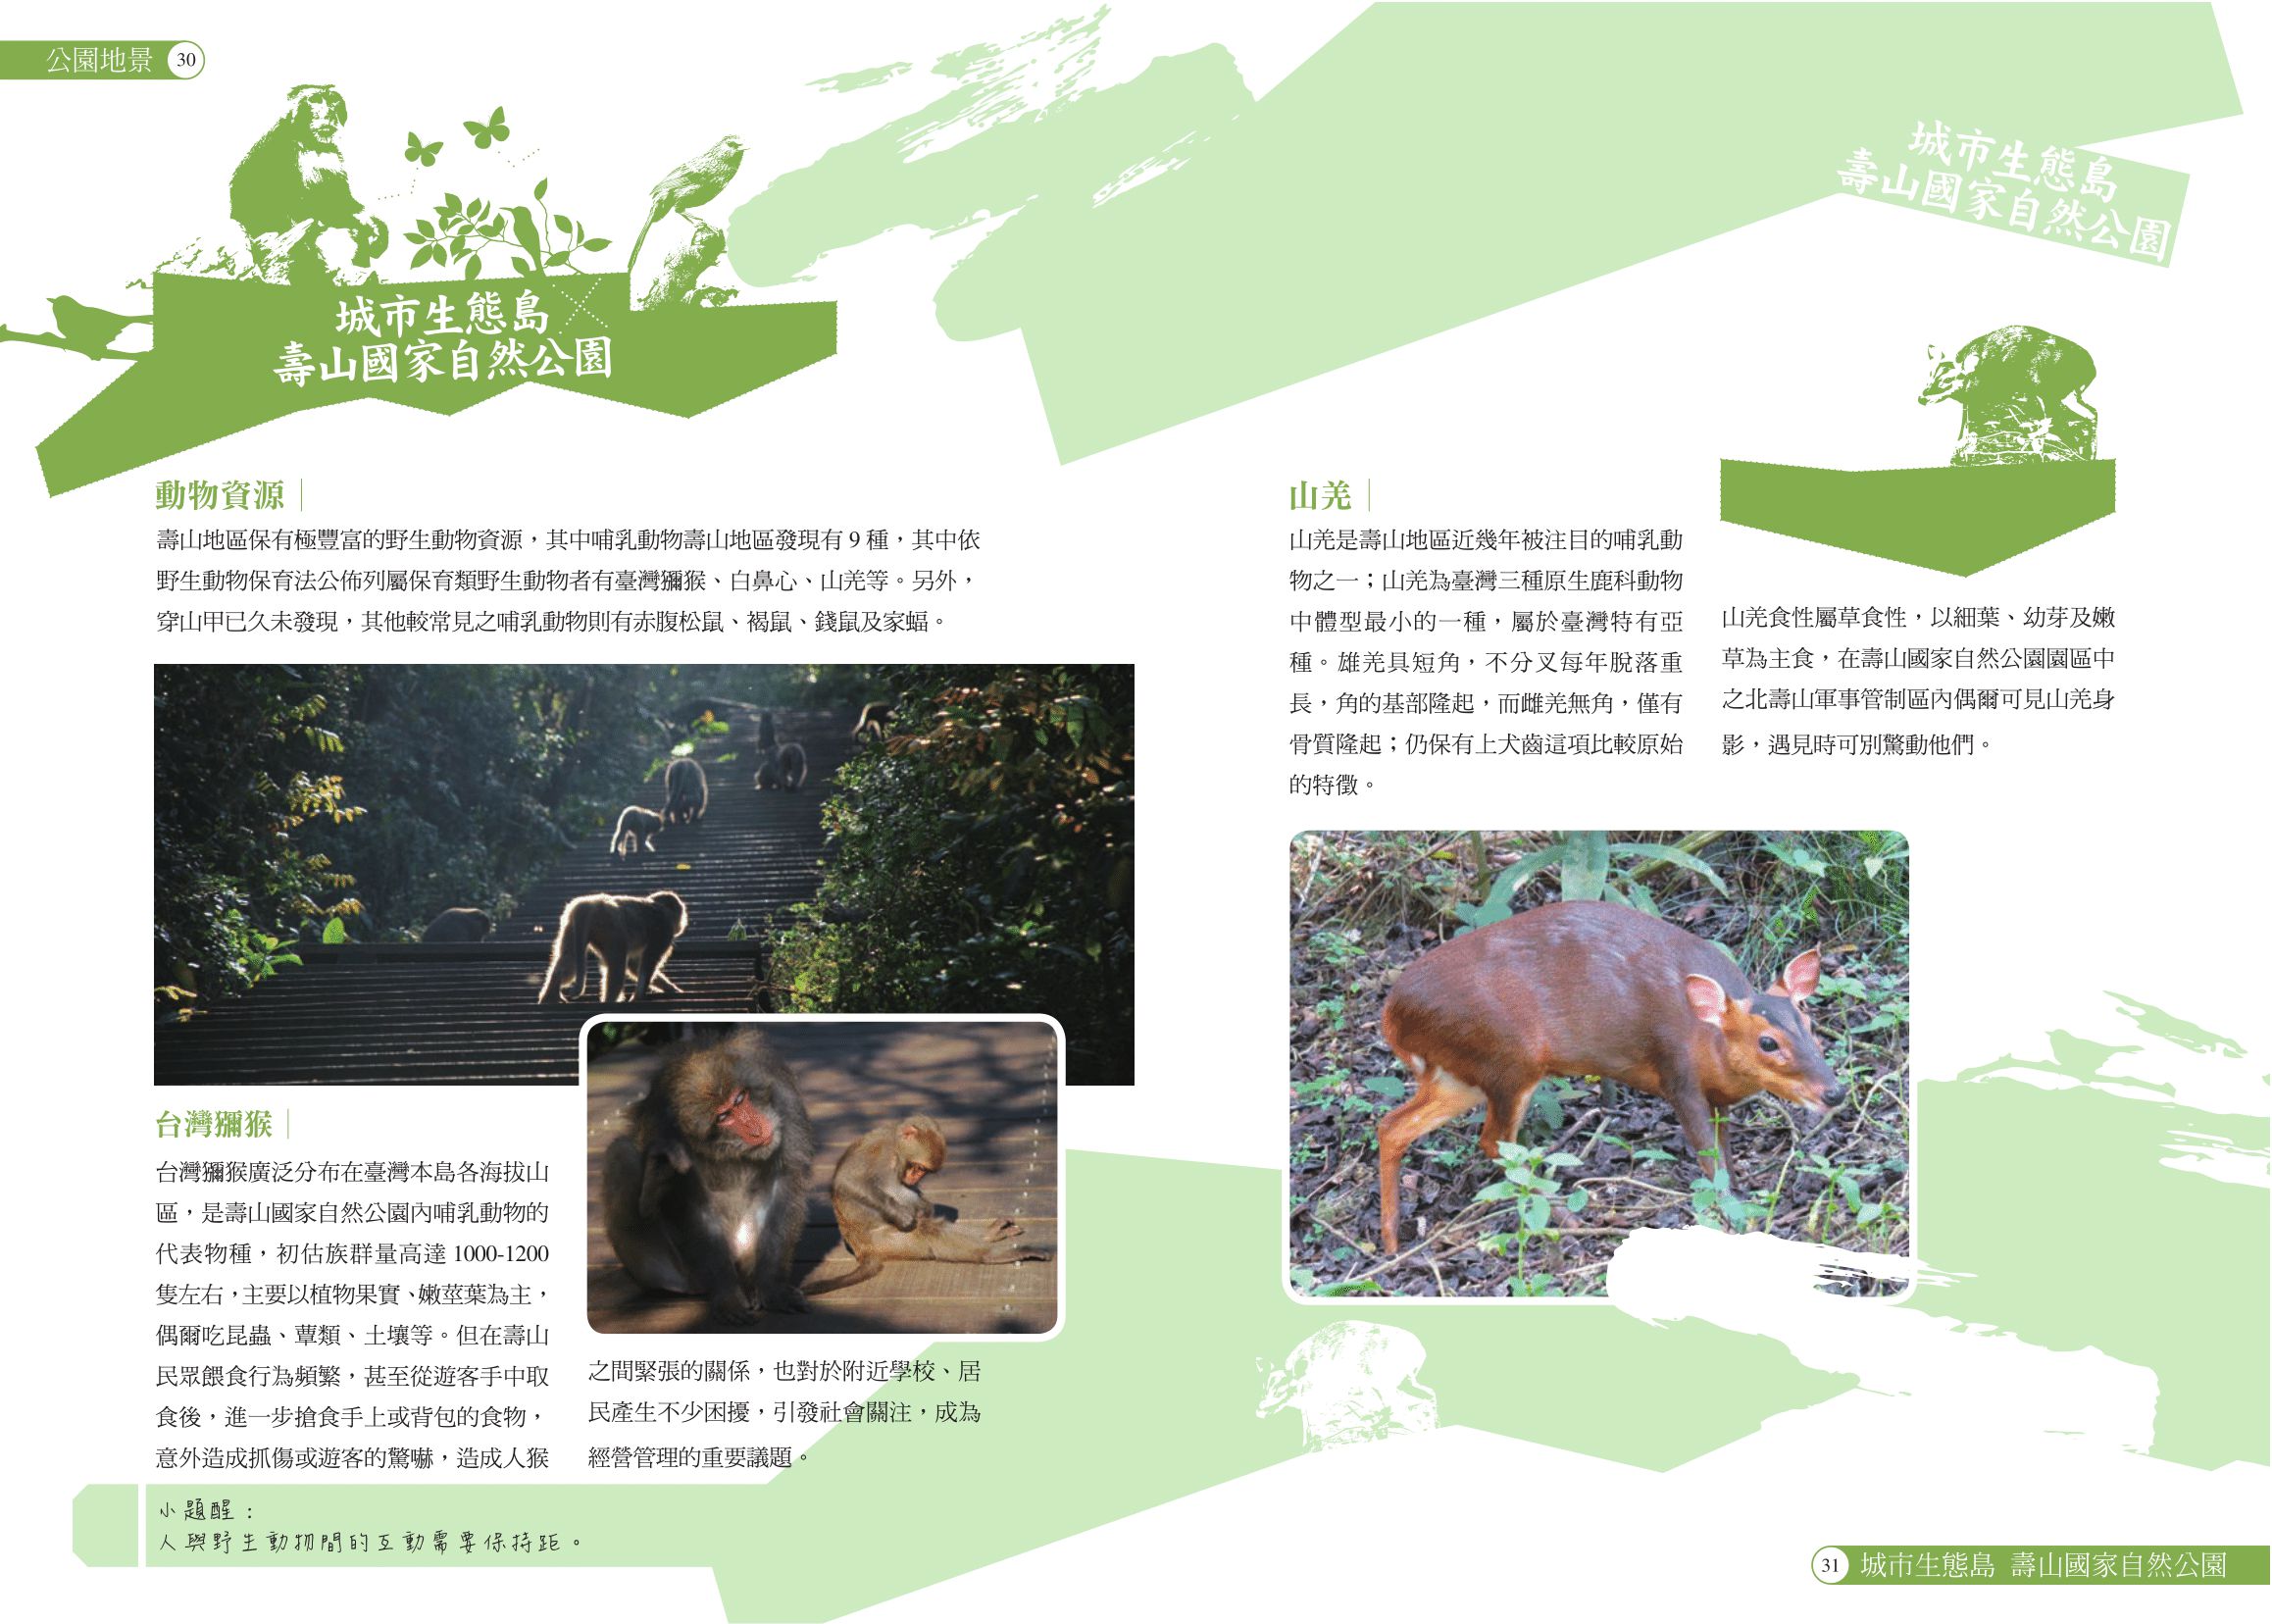 公園地景 30
城市生態島
壽山國家自然公園
動物資源
壽山地區保有極豐富的野生動物資源，其中哺乳動物壽山地區發現有 9 種，其中依
野生動物保育法公佈列屬保育類野生動物者有臺灣獼猴、白鼻心、山羌等。另外，
穿山甲已久未發現，其他較常見之哺乳動物則有赤腹松鼠、褐鼠、錢鼠及家蝠。
台灣獼猴
台灣獼猴廣泛分布在臺灣本島各海拔山
區，是壽山國家自然公園內哺乳動物的
代表物種，初估族群量高達 1000-1200
隻左右，主要以植物果實、嫩莖葉為主，
偶爾吃昆蟲、蕈類、土壤等。但在壽山
民眾餵食行為頻繁，甚至從遊客手中取
食後，進一步搶食手上或背包的食物，
意外造成抓傷或遊客的驚嚇，造成人猴
之間緊張的關係，也對於附近學校、居
民產生不少困擾，引發社會關注，成為
經營管理的重要議題。
小題醒：
人與野生動物間的互動需要保持距。
城市生態島
壽山國家自然公園
山羌
山羌是壽山地區近幾年被注目的哺乳動
物之一；山羌為臺灣三種原生鹿科動物
中體型最小的一種，屬於臺灣特有亞
種。雄羌具短角，不分叉每年脫落重
長，角的基部隆起，而雌羌無角，僅有
骨質隆起；仍保有上犬齒這項比較原始
的特徵。
山羌食性屬草食性，以細葉、幼芽及嫩
草為主食，在壽山國家自然公園園區中
之北壽山軍事管制區內偶爾可見山羌身
影，遇見時可別驚動他們。
31 城市生態島 壽山國家自然公園